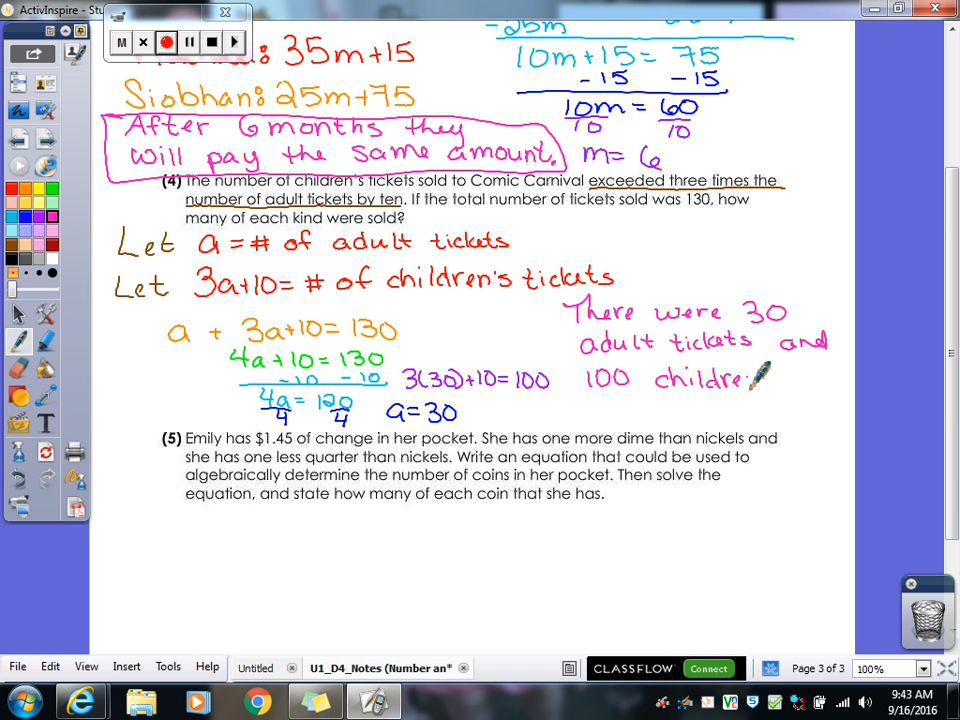 ActivInspire - Stu
35m+15
-25m
10m+15 = 75
-15 -15
Siobhan: 25m+75
10m = 60
10 10
m= 6
After 6 months they
will pay the same amount.
(4) The number of children's tickets sold to Comic Carnival exceeded three times the
number of adult tickets by ten. If the total number of tickets sold was 130, how
many of each kind were sold?
Let a = # of adult tickets
Let 3a+10= # of children's tickets
a + 3a+10= 130
4a+10=130
-10 -10
4a = 120
4 4
a=30
3(30)+10=100
There were 30
adult tickets and
100 childre
(5) Emily has $1.45 of change in her pocket. She has one more dime than nickels and
she has one less quarter than nickels. Write an equation that could be used to
algebraically determine the number of coins in her pocket. Then solve the
equation, and state how many of each coin that she has.
File Edit View Insert Tools Help
Untitled
U1_D4_Notes (Number an*
CLASSFLOW Connect
Page 3 of 3
100%
9:43 AM
9/16/2016